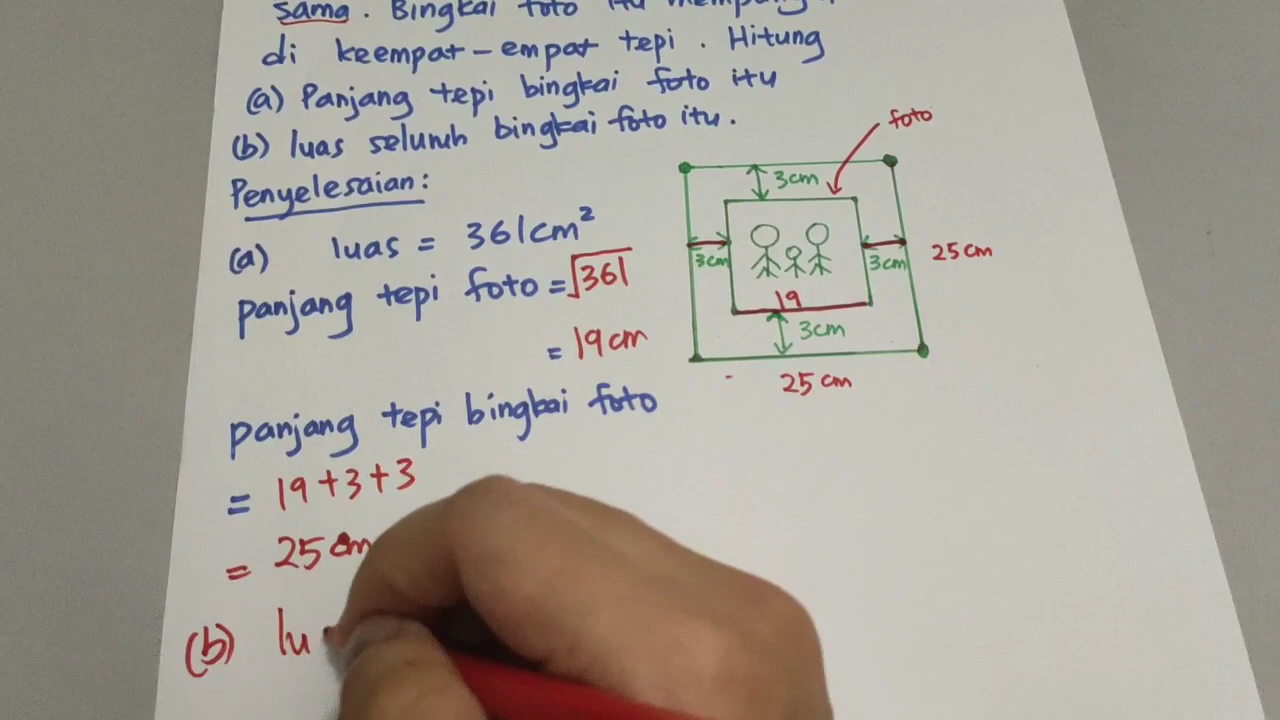 sama. Bingkai foto itu
di keempat-empat tepi. Hitung
(a) Panjang tepi bingkai foto itu
(b) luas seluruh bingkai foto itu.
Penyelesaian:
(a) luas = 361cm²
panjang tepi foto = √361
= 19cm
panjang tepi bingkai foto
= 19+3+3
= 25cm
(b) lu
foto
3cm
3cm
3cm
25cm
19
3cm
25cm